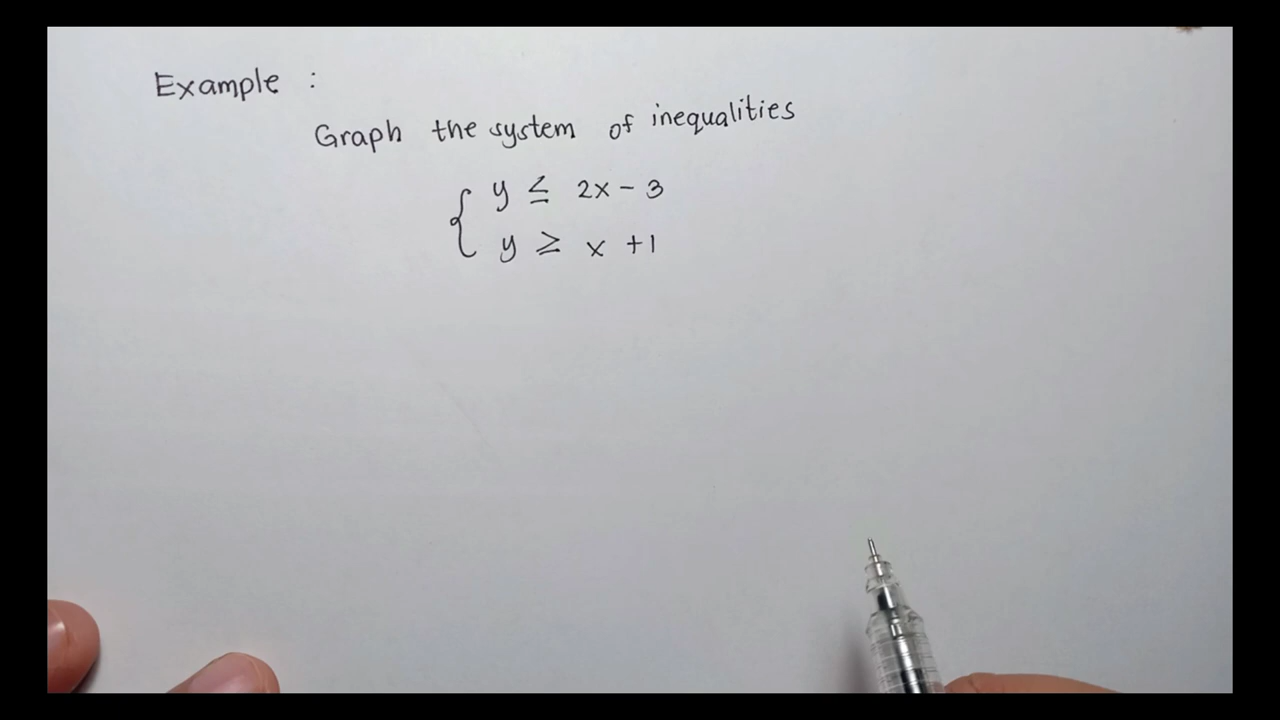 Example :
Graph the system of inequalities
y ≤ 2x - 3
y ≥ x + 1